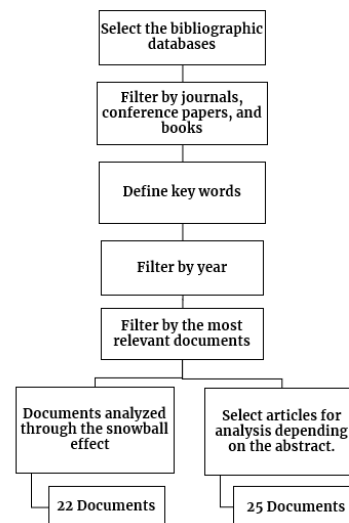 Select the bibliographic
databases
Filter by journals,
conference papers, and
books
Define key words
Filter by year
Filter by the most
relevant documents
Documents analyzed
through the snowball
effect
22 Documents
Select articles for
analysis depending
on the abstract.
25 Documents